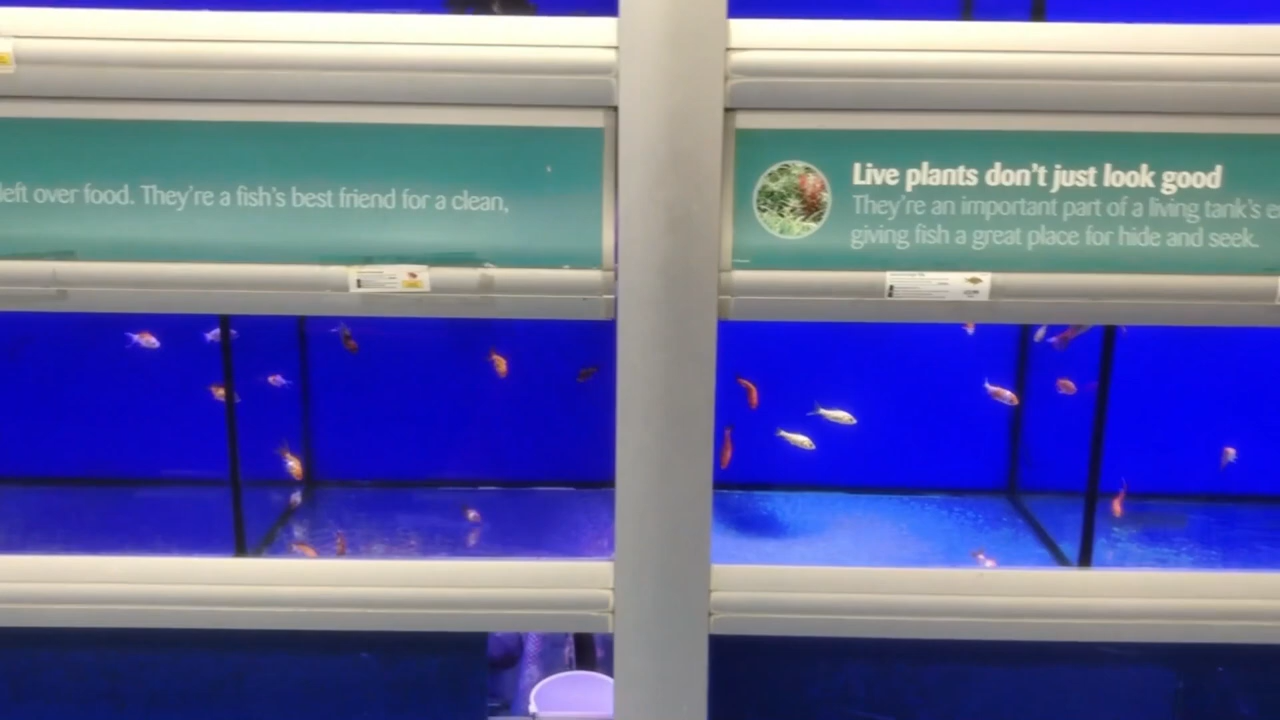 left over food. They're a fish's best friend for a clean,
Live plants don't just look good
They're an important part of a living tank's
giving fish a great place for hide and seek.